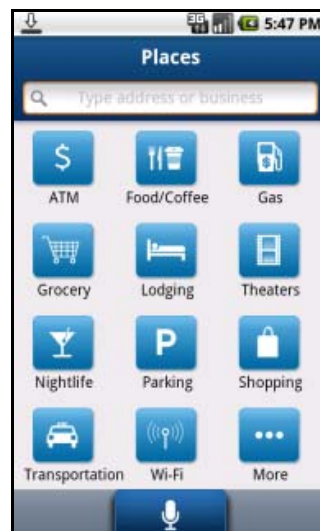 3G 5:47 PM
Places
Type address or business
$
ATM Food/Coffee Gas
Grocery Lodging Theaters
P
Nightlife Parking Shopping
Transportation Wi-Fi More